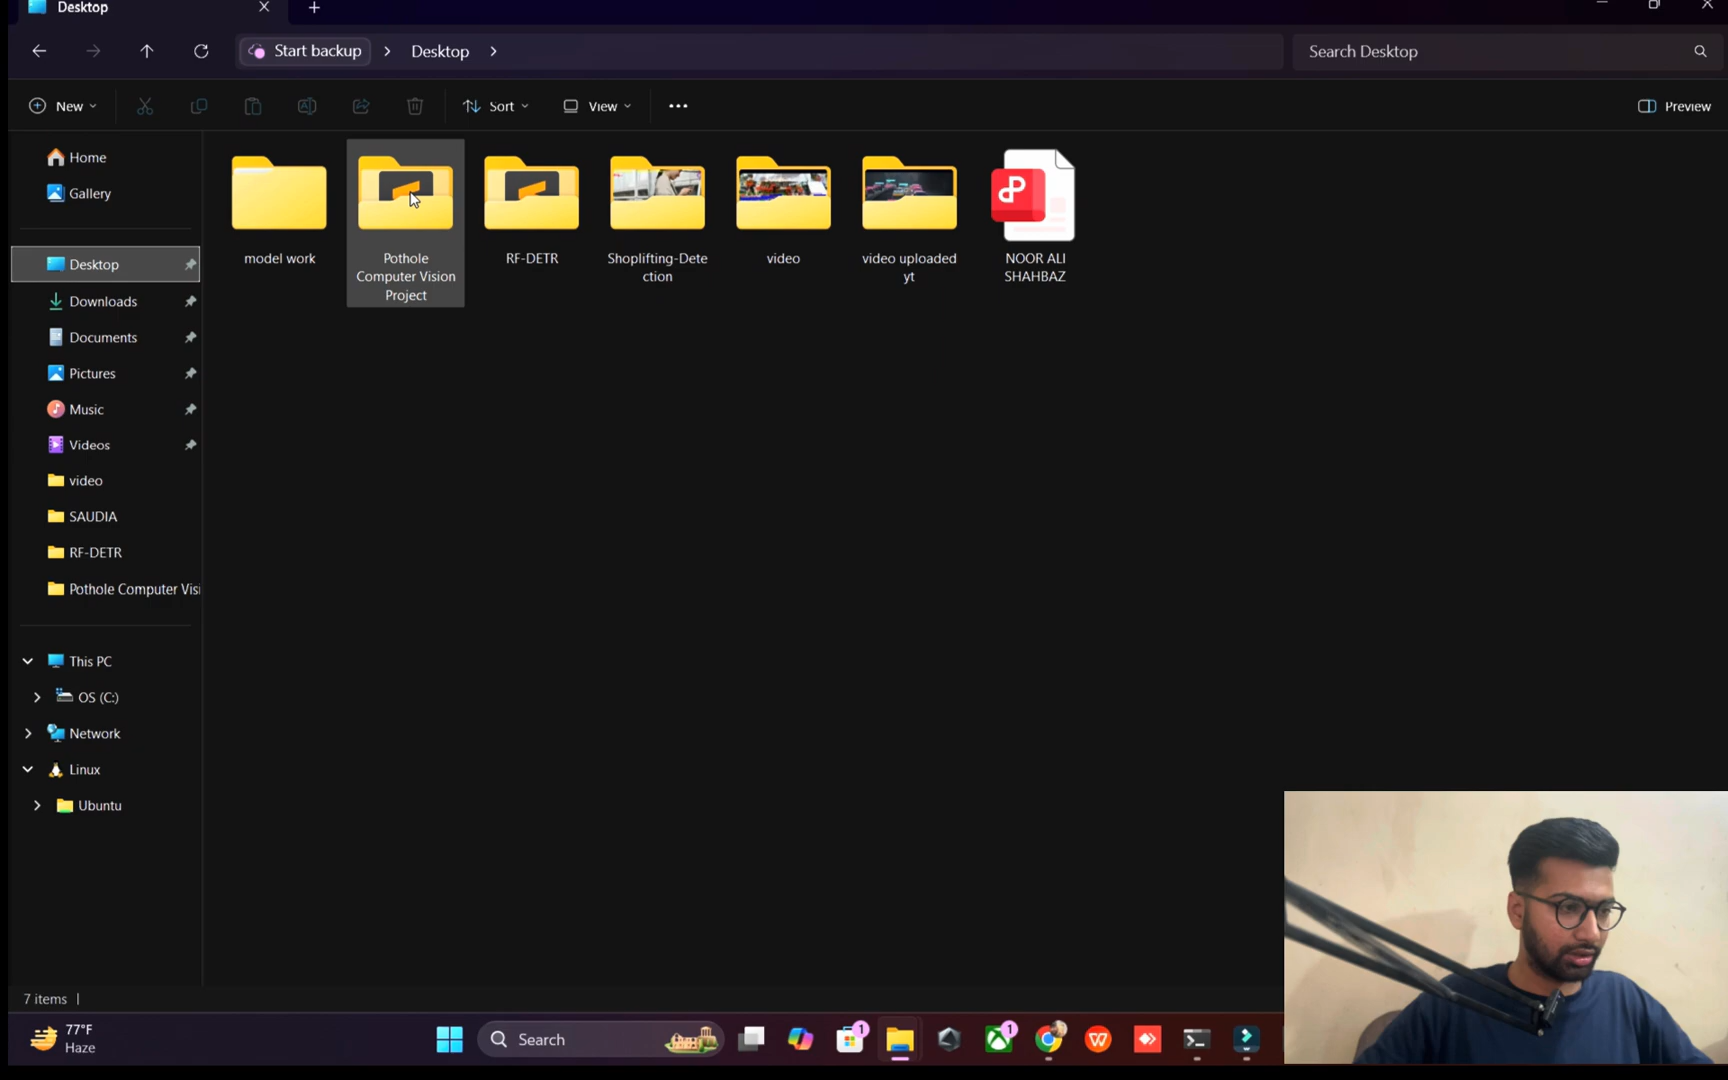 Desktop
Start backup
Desktop
Search Desktop
New
Sort
View
Preview
Home
Gallery
Desktop
Downloads
Documents
Pictures
Music
Videos
video
SAUDIA
RF-DETR
Pothole Computer Visi
This PC
OS (C:)
Network
Linux
Ubuntu
model work
Pothole
Computer Vision
Project
RF-DETR
Shoplifting-Dete
ction
video
video uploaded
yt
NOOR ALI
SHAHBAZ
7 items
77°F
Haze
Search
1
1